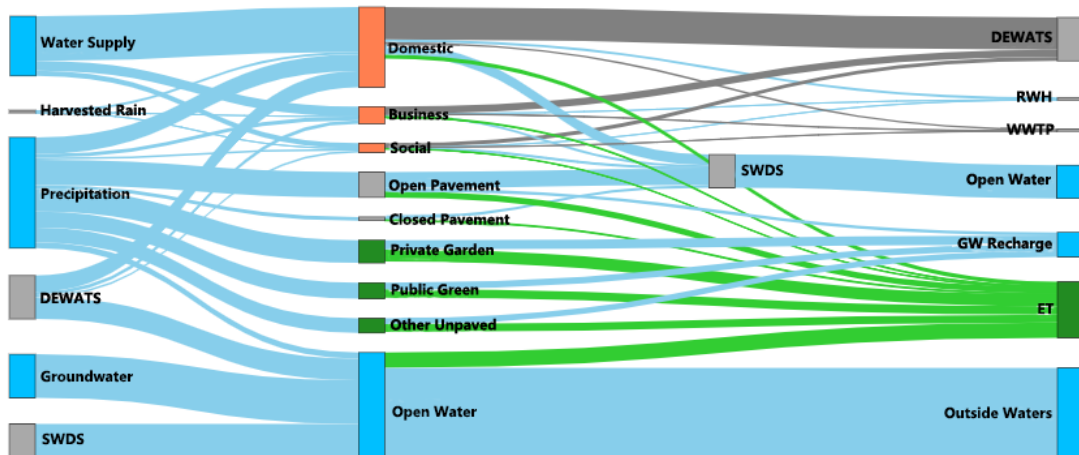 Water Supply
Harvested Rain
Precipitation
DEWATS
Groundwater
SWDS
Domestic
Business
Social
Open Pavement
Closed Pavement
Private Garden
Public Green
Other Unpaved
Open Water
SWDS
DEWATS
RWH
WWTP
Open Water
GW Recharge
ET
Outside Waters